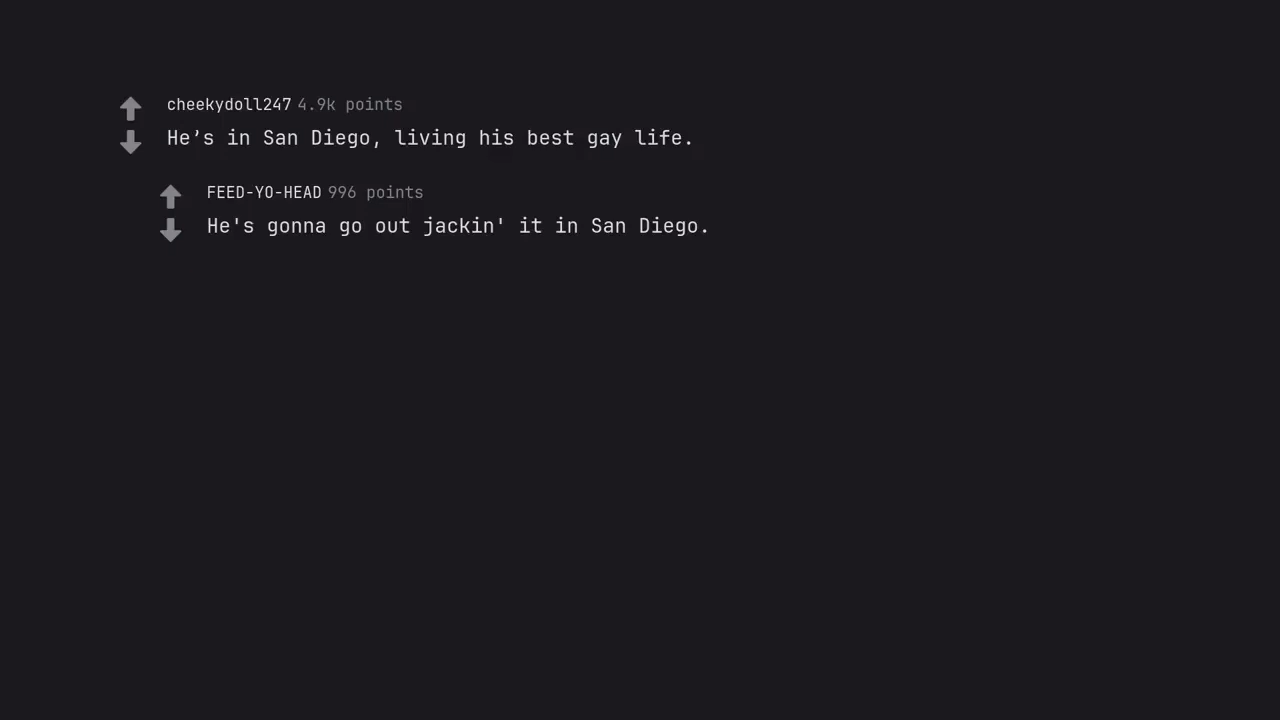 cheekydoll247 4.9k points
He’s in San Diego, living his best gay life.
FEED-YO-HEAD 996 points
He's gonna go out jackin' it in San Diego.